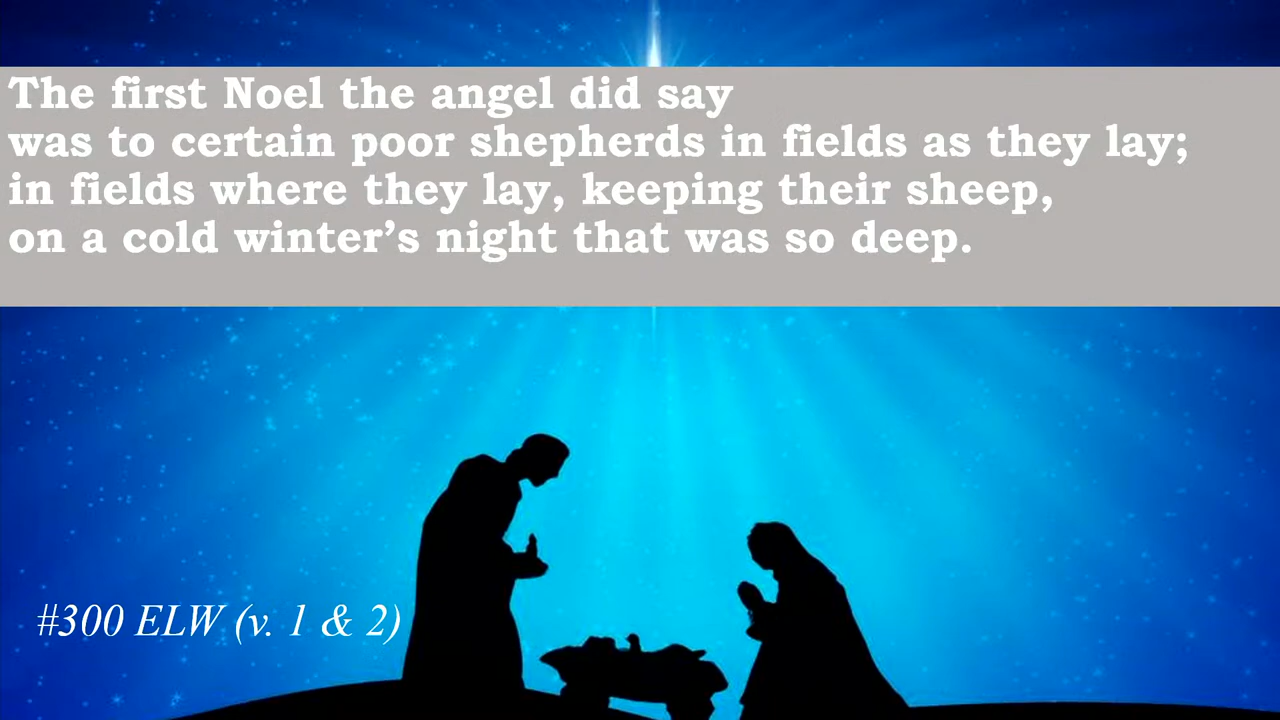 The first Noel the angel did say
was to certain poor shepherds in fields as they lay;
in fields where they lay, keeping their sheep,
on a cold winter’s night that was so deep.
#300 ELW (v. 1 & 2)